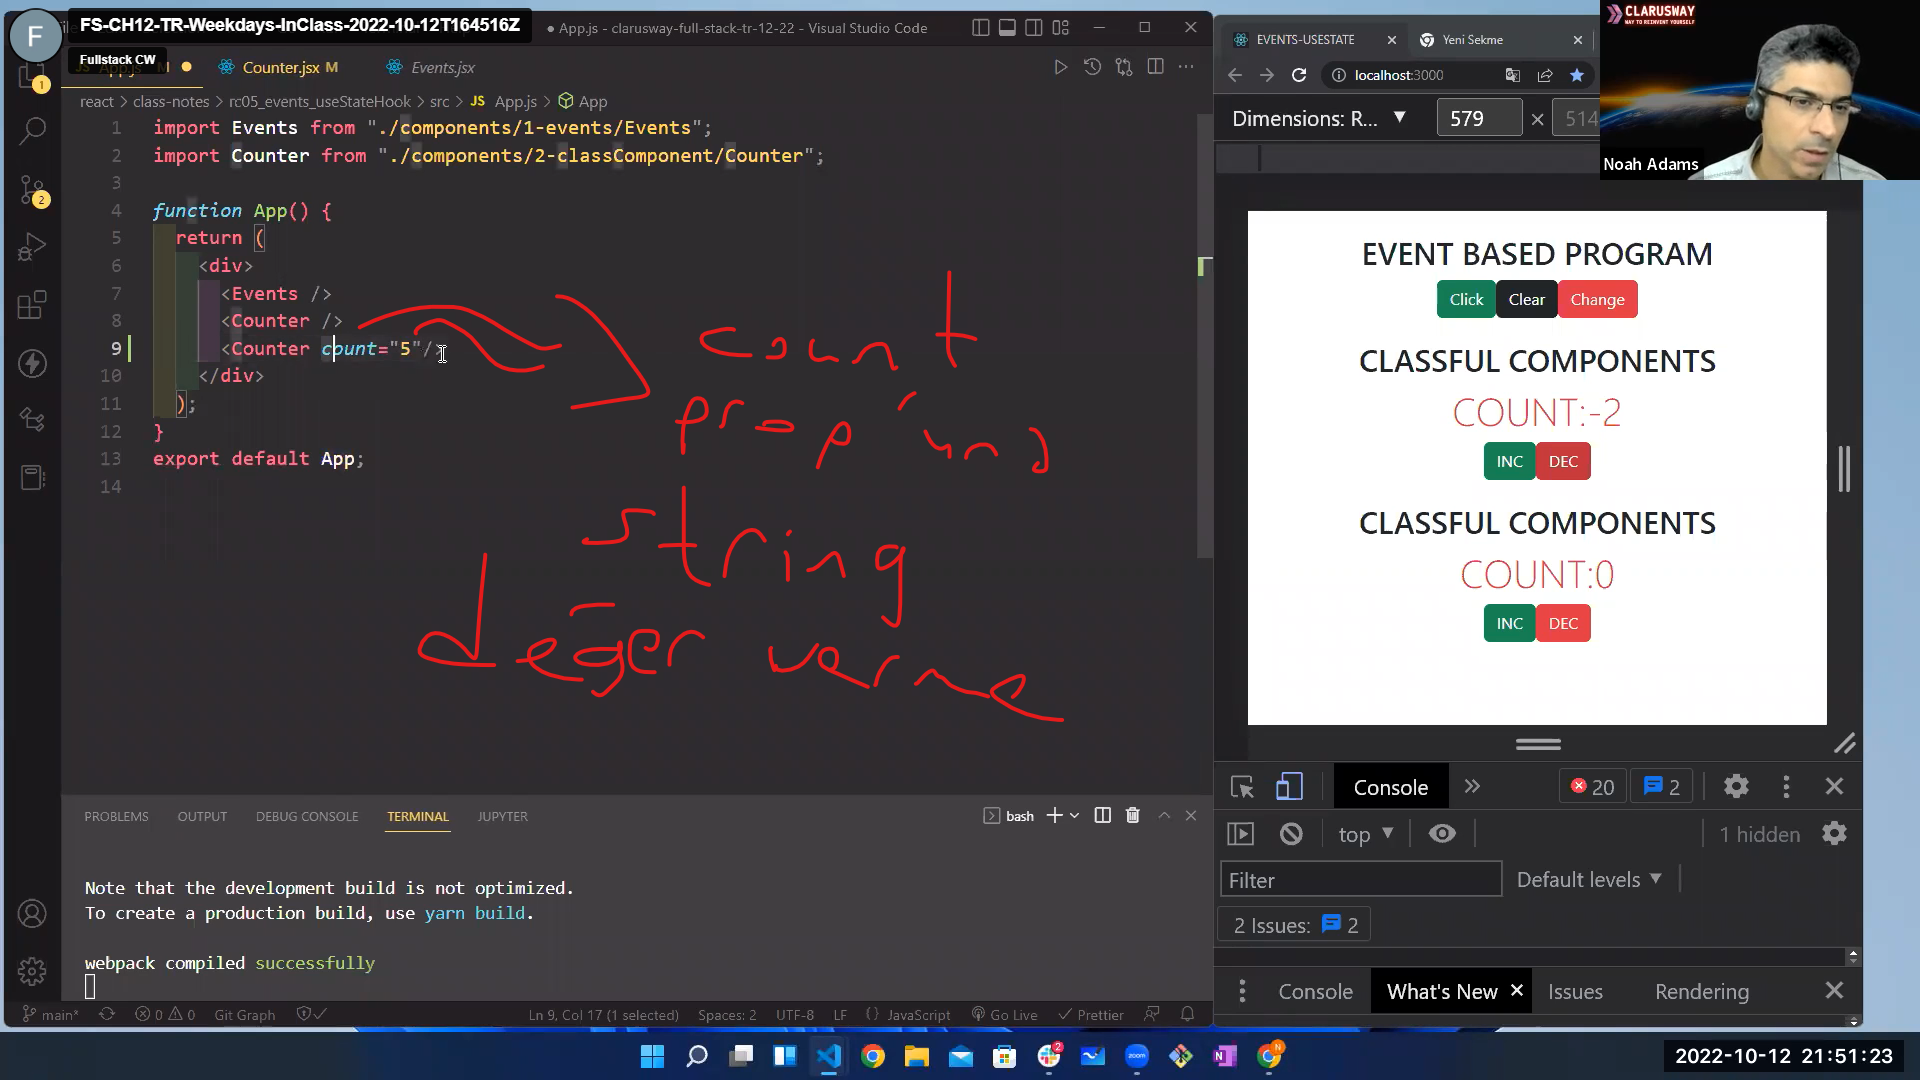 FS-CH12-TR-Weekdays-InClass-2022-10-12T164516Z
F
Fullstack CW
App.js - clarusway-full-stack-tr-12-22 - Visual Studio Code
Counter.jsx M
Events.jsx
react > class-notes > rc05_events_useStateHook > src > JS App.js > App
1 import Events from "./components/1-events/Events";
2 import Counter from "./components/2-classComponent/Counter";
3
4 function App() {
5 return (
6 <div>
7 <Events />
8 <Counter />
9 <Counter count="5"/>
10 </div>
11 );
12 }
13 export default App;
14
count
prop'una
string
değer verme
1
2
PROBLEMS OUTPUT DEBUG CONSOLE TERMINAL JUPYTER
bash
Note that the development build is not optimized.
To create a production build, use yarn build.
webpack compiled successfully
main* 0 0 Git Graph
Ln 9, Col 17 (1 selected) Spaces: 2 UTF-8 LF { } JavaScript Go Live Prettier
EVENTS-USESTATE
Yeni Sekme
localhost:3000
Dimensions: R... 579 × 514
CLARUSWAY
WAY TO REINVENT YOURSELF
Noah Adams
EVENT BASED PROGRAM
Click Clear Change
CLASSFUL COMPONENTS
COUNT:-2
INC DEC
CLASSFUL COMPONENTS
COUNT:0
INC DEC
Console 20 2
top 1 hidden
Filter Default levels
2 Issues: 2
Console What's New Issues Rendering
2
N
2022-10-12 21:51:23